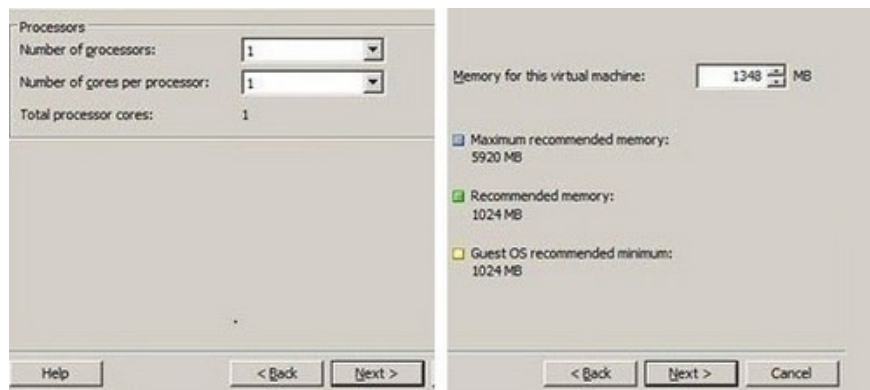 Processors
Number of processors: 1
Number of cores per processor: 1
Total processor cores: 1
Help < Back Next >
Memory for this virtual machine: 1348 MB
Maximum recommended memory:
5920 MB
Recommended memory:
1024 MB
Guest OS recommended minimum:
1024 MB
< Back Next > Cancel